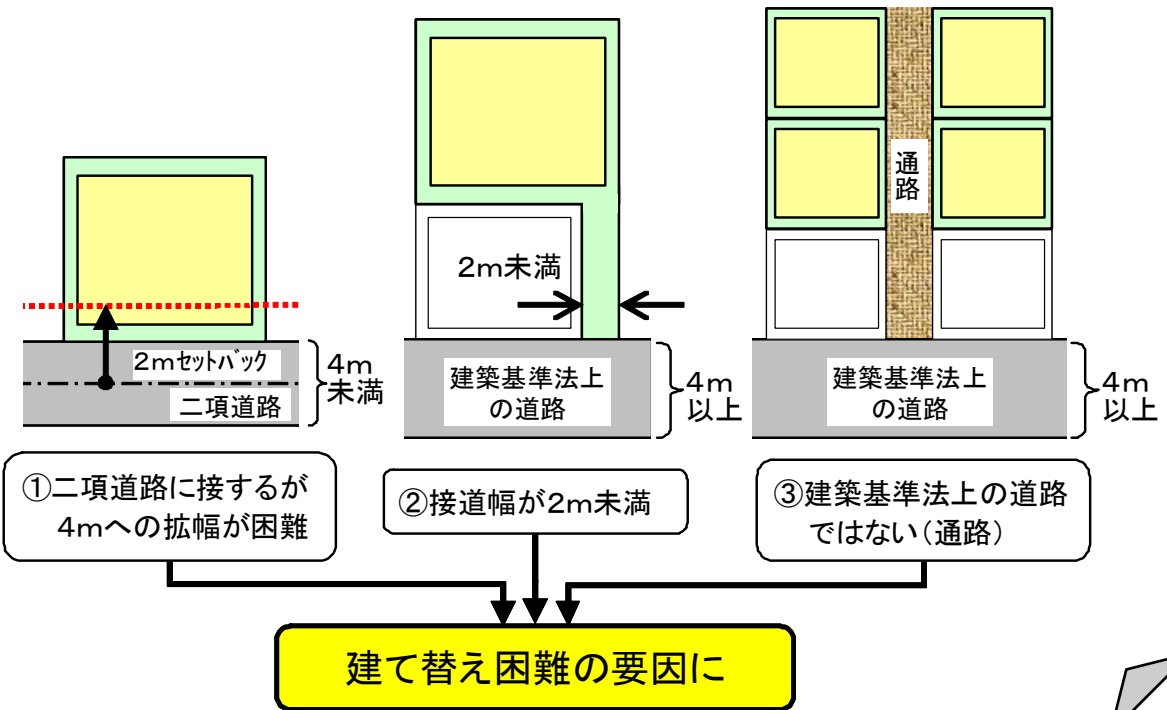 2mセットバック
二項道路
4m
未満
①二項道路に接するが
4mへの拡幅が困難
2m未満
建築基準法上
の道路
4m
以上
②接道幅が2m未満
通路
建築基準法上
の道路
4m
以上
③建築基準法上の道路
ではない(通路)
建て替え困難の要因に